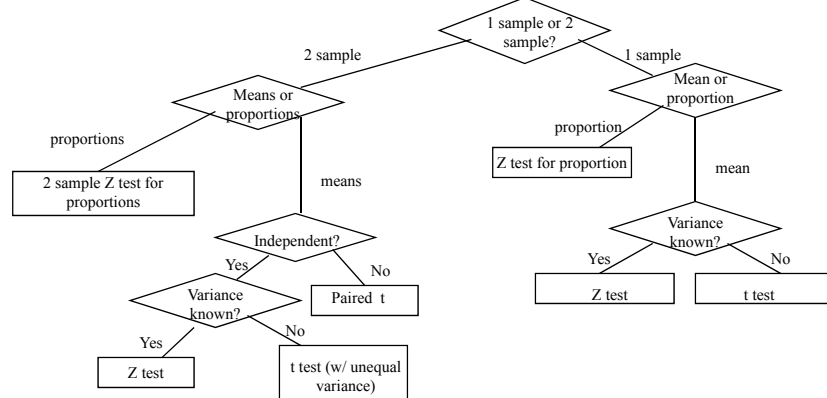 1 sample or 2
sample?
2 sample
1 sample
Means or
proportions
Mean or
proportion
proportions
proportion
2 sample Z test for
proportions
Z test for proportion
means
mean
Independent?
Variance
known?
Yes
No
Yes
No
Variance
known?
Paired t
Z test
t test
Yes
No
Z test
t test (w/ unequal
variance)